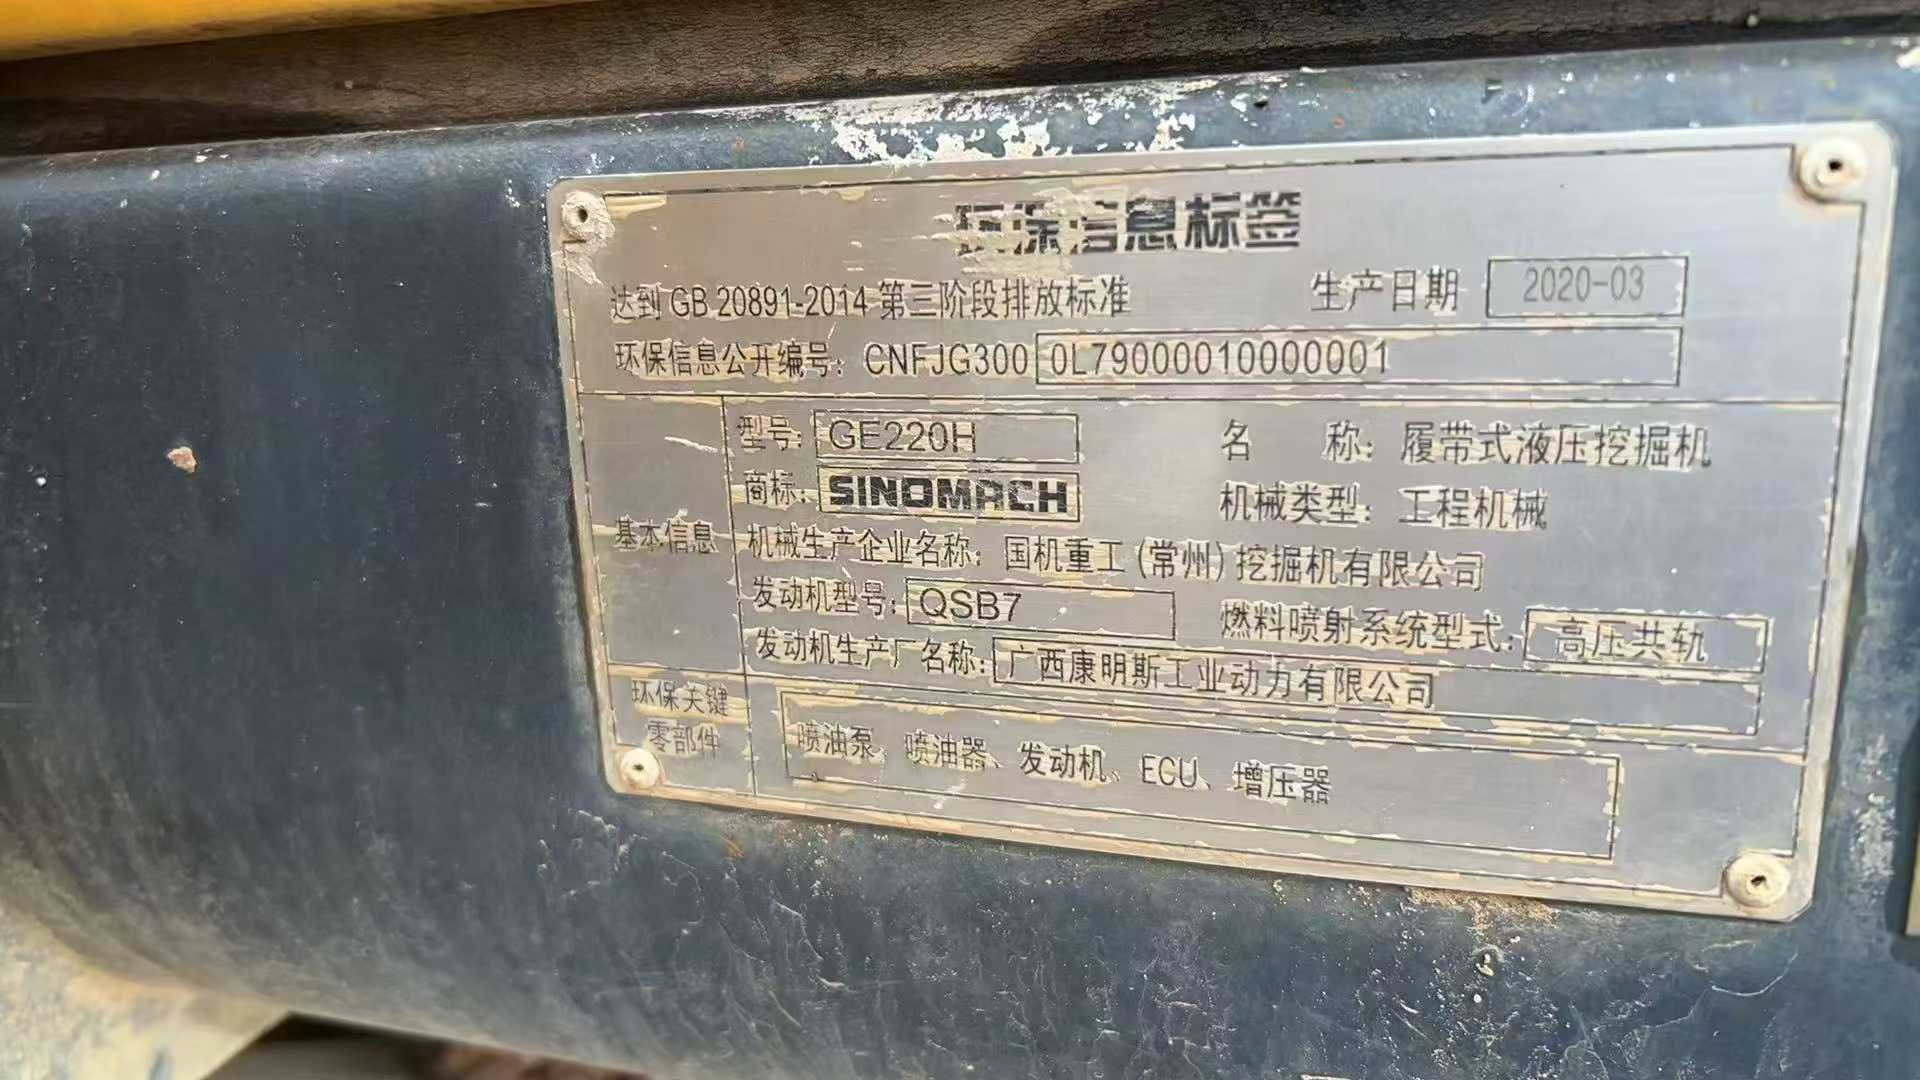 环保信息标签
达到 GB 20891-2014 第三阶段排放标准 生产日期 2020-03
环保信息公开编号：CNFJG300 0L79000010000001
基本信息
型号：GE220H 名 称：履带式液压挖掘机
商标：SINOMACH 机械类型：工程机械
机械生产企业名称：国机重工(常州)挖掘机有限公司
发动机型号：QSB7 燃料喷射系统型式：高压共轨
发动机生产厂名称：广西康明斯工业动力有限公司
环保关键
零部件
喷油泵、喷油器、发动机、ECU、增压器